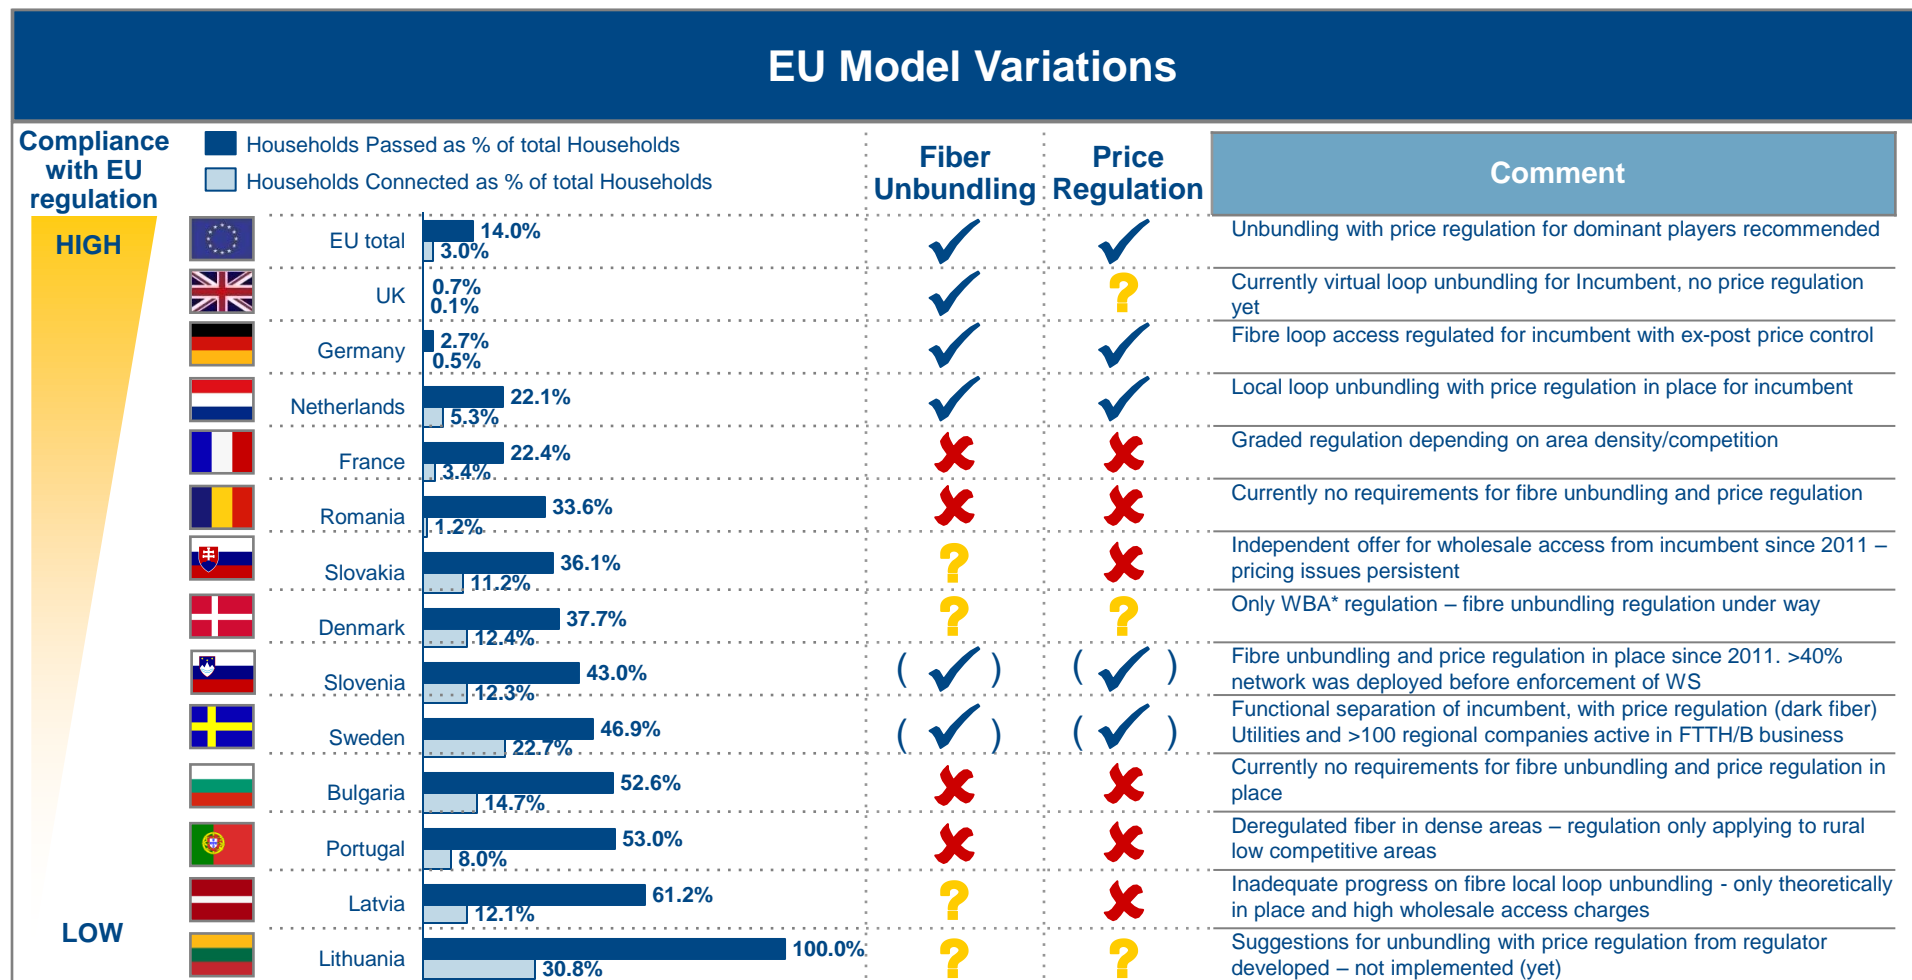 EU Model Variations
Compliance
with EU
regulation
Households Passed as % of total Households
Households Connected as % of total Households
Fiber
Unbundling
Price
Regulation
Comment
HIGH
EU total
14.0%
3.0%
Unbundling with price regulation for dominant players recommended
UK
0.7%
0.1%
?
Currently virtual loop unbundling for Incumbent, no price regulation
yet
Germany
2.7%
0.5%
Fibre loop access regulated for incumbent with ex-post price control
Netherlands
22.1%
5.3%
Local loop unbundling with price regulation in place for incumbent
France
22.4%
3.4%
Graded regulation depending on area density/competition
Romania
33.6%
1.2%
Currently no requirements for fibre unbundling and price regulation
Slovakia
36.1%
11.2%
?
Independent offer for wholesale access from incumbent since 2011 –
pricing issues persistent
Denmark
37.7%
12.4%
?
?
Only WBA* regulation – fibre unbundling regulation under way
Slovenia
43.0%
12.3%
( )
( )
Fibre unbundling and price regulation in place since 2011. >40%
network was deployed before enforcement of WS
Sweden
46.9%
22.7%
( )
( )
Functional separation of incumbent, with price regulation (dark fiber)
Utilities and >100 regional companies active in FTTH/B business
Bulgaria
52.6%
14.7%
Currently no requirements for fibre unbundling and price regulation in
place
Portugal
53.0%
8.0%
Deregulated fiber in dense areas – regulation only applying to rural
low competitive areas
Latvia
61.2%
12.1%
?
Inadequate progress on fibre local loop unbundling - only theoretically
in place and high wholesale access charges
LOW
Lithuania
100.0%
30.8%
?
?
Suggestions for unbundling with price regulation from regulator
developed – not implemented (yet)